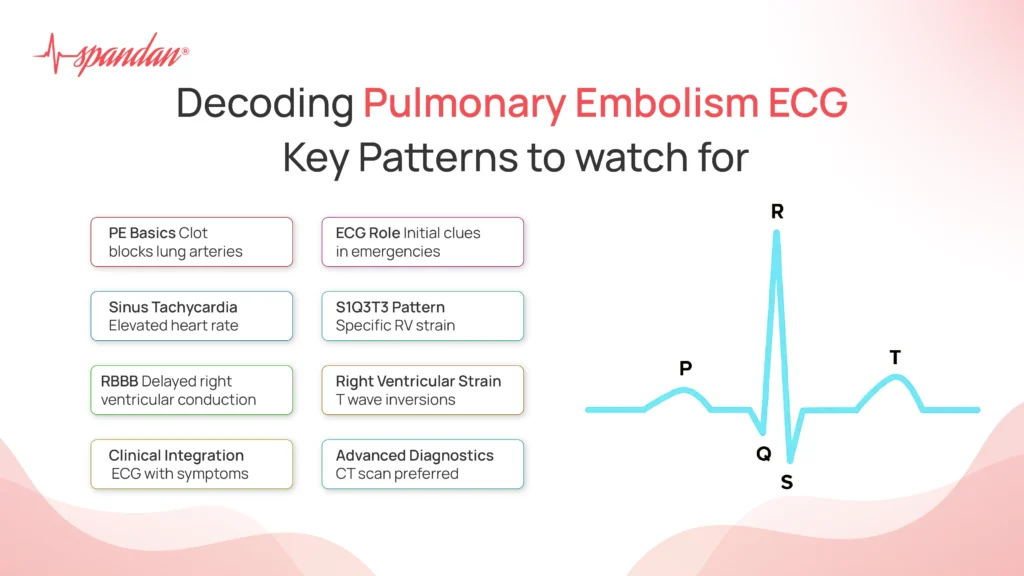 spandan®
Decoding Pulmonary Embolism ECG
Key Patterns to watch for
PE Basics Clot
blocks lung arteries
ECG Role Initial clues
in emergencies
Sinus Tachycardia
Elevated heart rate
S1Q3T3 Pattern
Specific RV strain
RBBB Delayed right
ventricular conduction
Right Ventricular Strain
T wave inversions
Clinical Integration
ECG with symptoms
Advanced Diagnostics
CT scan preferred
R
P
T
Q
S